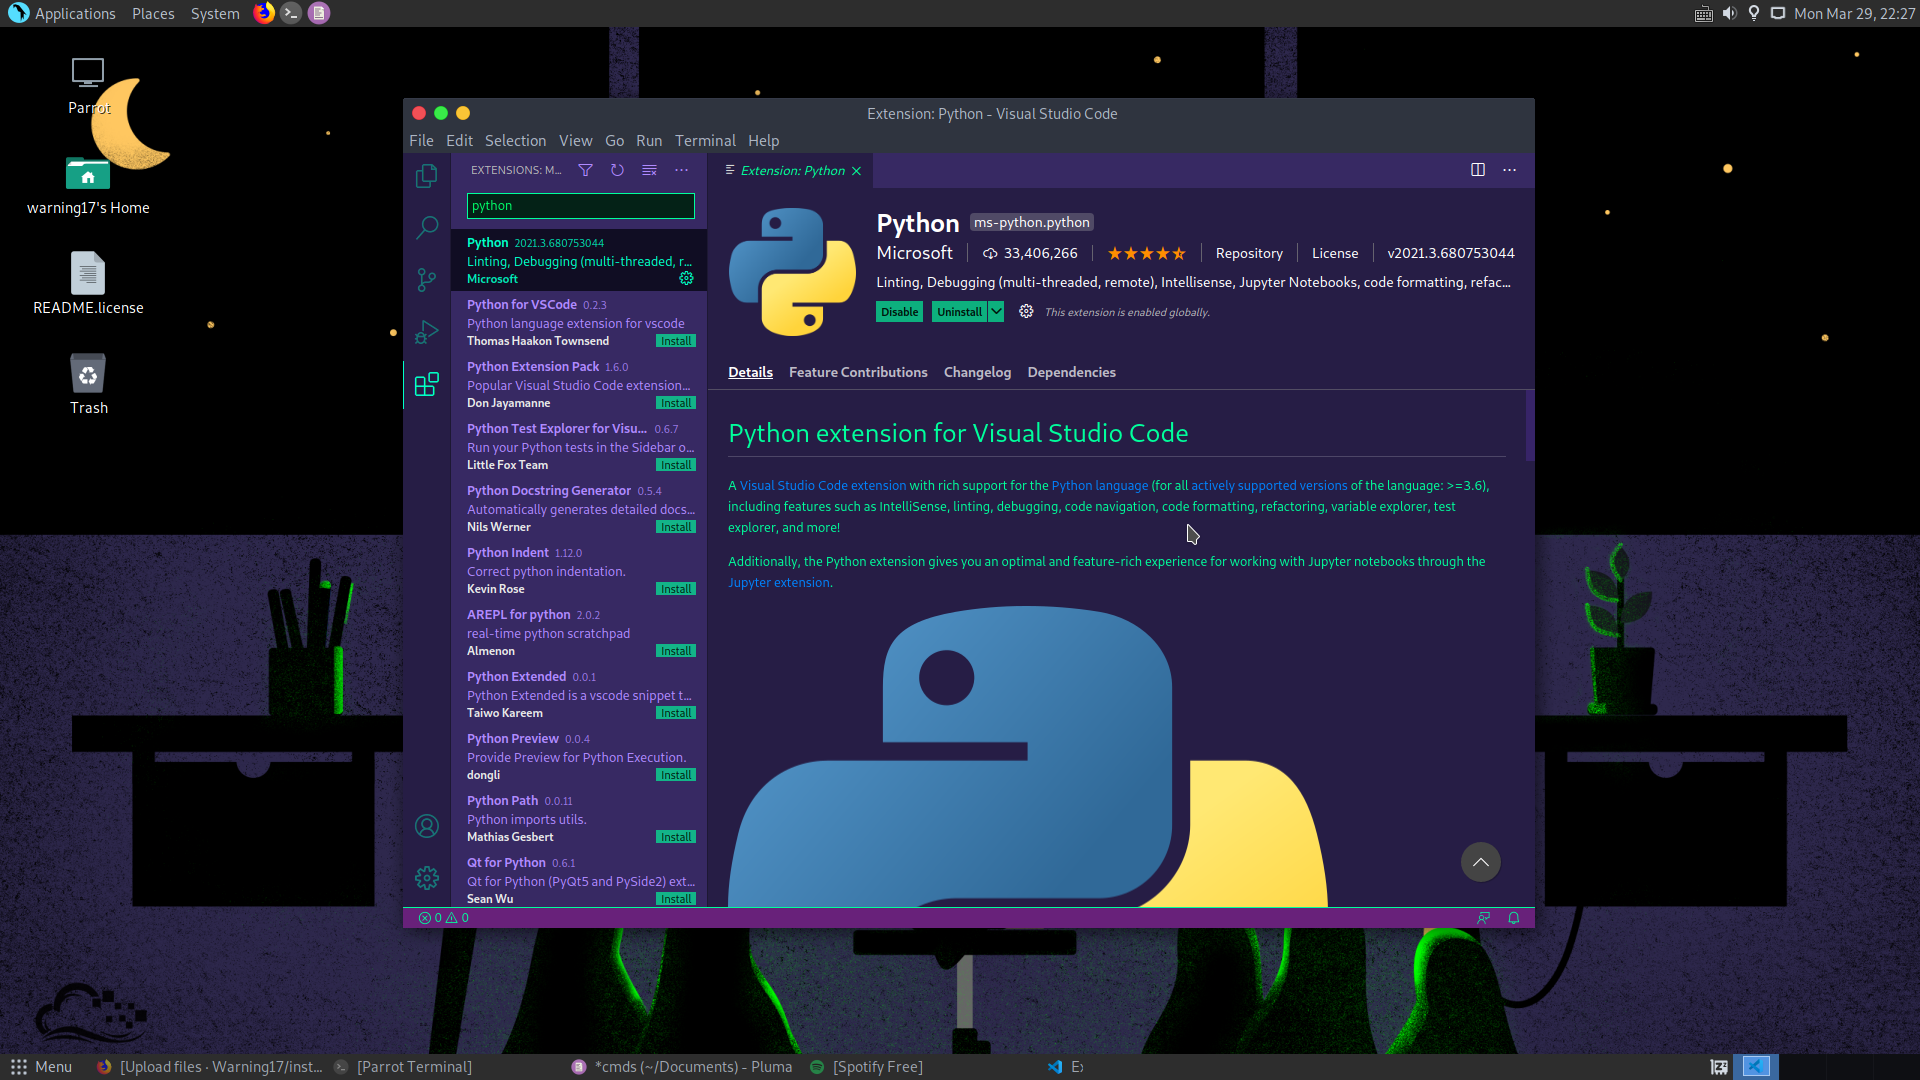 Applications Places System
Mon Mar 29, 22:27
Parrot
warning17's Home
README.license
Trash
Extension: Python - Visual Studio Code
File Edit Selection View Go Run Terminal Help
EXTENSIONS: M...
python
Python 2021.3.680753044
Linting, Debugging (multi-threaded, r...
Microsoft
Python for VSCode 0.2.3
Python language extension for vscode
Thomas Haakon Townsend Install
Python Extension Pack 1.6.0
Popular Visual Studio Code extension...
Don Jayamanne Install
Python Test Explorer for Visu... 0.6.7
Run your Python tests in the Sidebar o...
Little Fox Team Install
Python Docstring Generator 0.5.4
Automatically generates detailed docs...
Nils Werner Install
Python Indent 1.12.0
Correct python indentation.
Kevin Rose Install
AREPL for python 2.0.2
real-time python scratchpad
Almenon Install
Python Extended 0.0.1
Python Extended is a vscode snippet t...
Taiwo Kareem Install
Python Preview 0.0.4
Provide Preview for Python Execution.
dongli Install
Python Path 0.0.11
Python imports utils.
Mathias Gesbert Install
Qt for Python 0.6.1
Qt for Python (PyQt5 and PySide2) ext...
Sean Wu Install
Extension: Python
Python ms-python.python
Microsoft 33,406,266 Repository License v2021.3.680753044
Linting, Debugging (multi-threaded, remote), Intellisense, Jupyter Notebooks, code formatting, refac...
Disable Uninstall This extension is enabled globally.
Details Feature Contributions Changelog Dependencies
Python extension for Visual Studio Code
A Visual Studio Code extension with rich support for the Python language (for all actively supported versions of the language: >=3.6),
including features such as IntelliSense, linting, debugging, code navigation, code formatting, refactoring, variable explorer, test
explorer, and more!
Additionally, the Python extension gives you an optimal and feature-rich experience for working with Jupyter notebooks through the
Jupyter extension.
0 0
Menu [Upload files · Warning17/inst... [Parrot Terminal] *cmds (~/Documents) - Pluma [Spotify Free] Ex